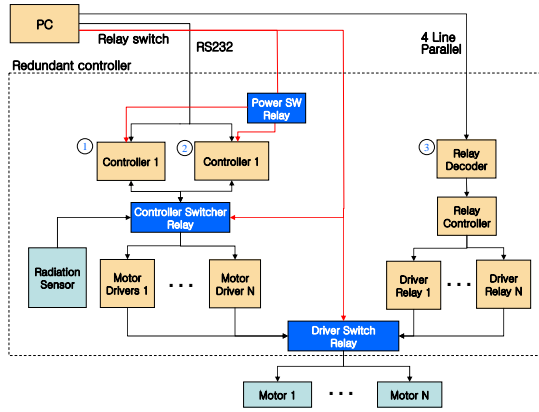 PC
Relay switch
RS232
4 Line
Parallel
Redundant controller
Power SW
Relay
1
2
3
Controller 1
Controller 1
Relay
Decoder
Controller Switcher
Relay
Relay
Controller
Radiation
Sensor
Motor
Drivers 1
...
Motor
Driver N
Driver
Relay 1
...
Driver
Relay N
Driver Switch
Relay
Motor 1
...
Motor N